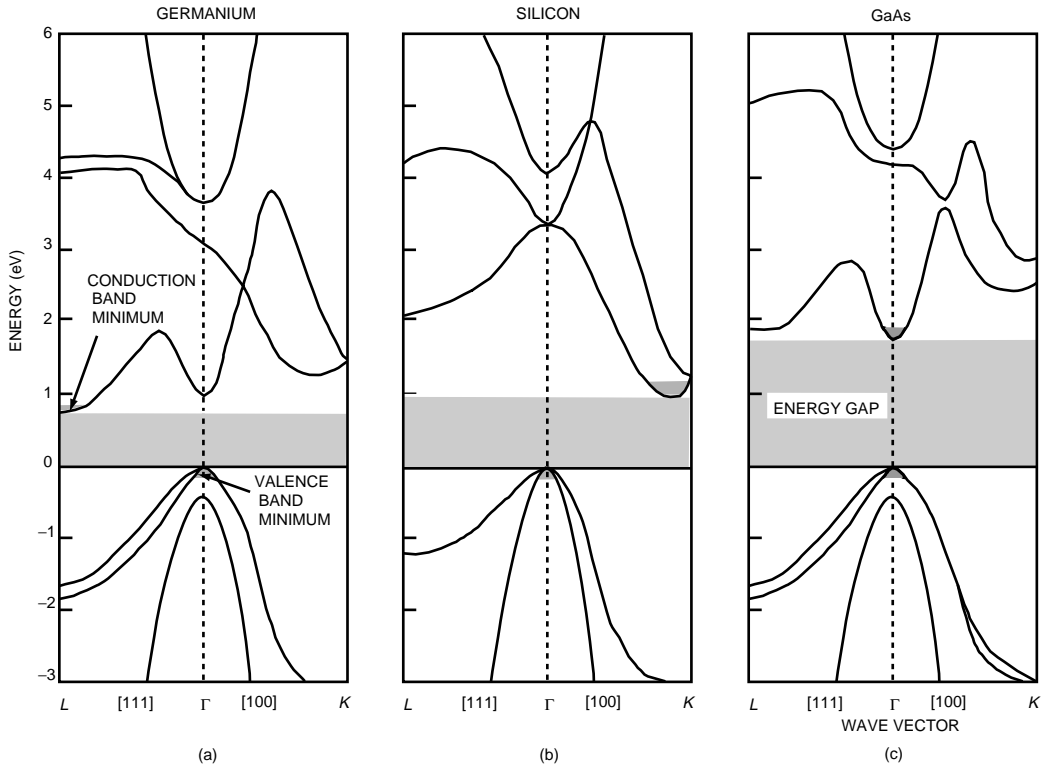 GERMANIUM
SILICON
GaAs
ENERGY (eV)
6
5
4
3
2
1
0
−1
−2
−3
CONDUCTION
BAND
MINIMUM
VALENCE
BAND
MINIMUM
ENERGY GAP
L [111] Γ [100] K
L [111] Γ [100] K
L [111] Γ [100] K
WAVE VECTOR
(a)
(b)
(c)